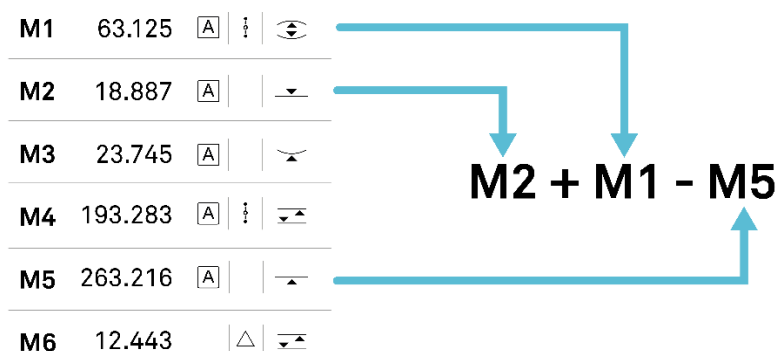 M1 63.125 A
M2 18.887 A
M3 23.745 A
M4 193.283 A
M5 263.216 A
M6 12.443
M2 + M1 - M5